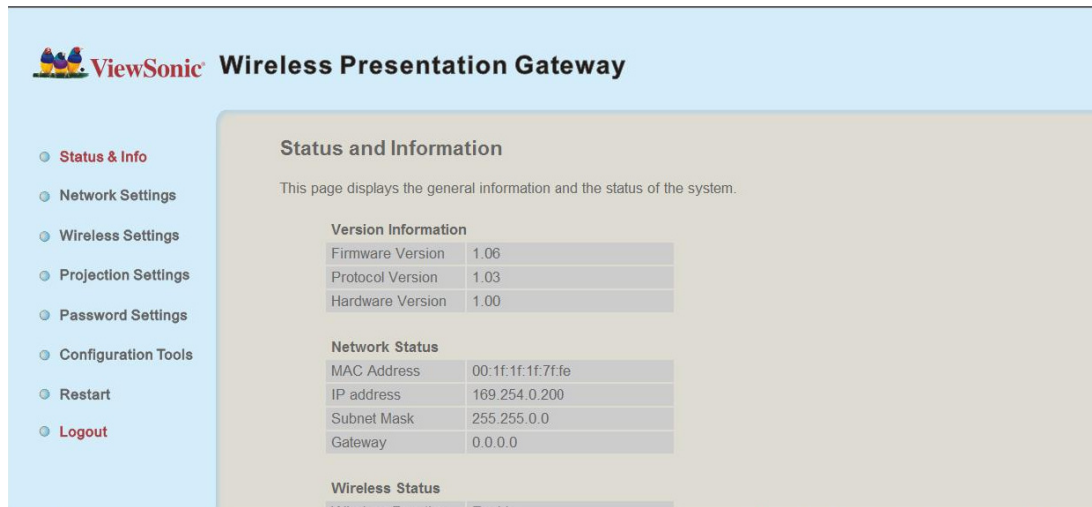 ViewSonic Wireless Presentation Gateway
Status & Info
Network Settings
Wireless Settings
Projection Settings
Password Settings
Configuration Tools
Restart
Logout
Status and Information
This page displays the general information and the status of the system.
Version Information
Firmware Version 1.06
Protocol Version 1.03
Hardware Version 1.00
Network Status
MAC Address 00:1f:1f:1f:7f:fe
IP address 169.254.0.200
Subnet Mask 255.255.0.0
Gateway 0.0.0.0
Wireless Status